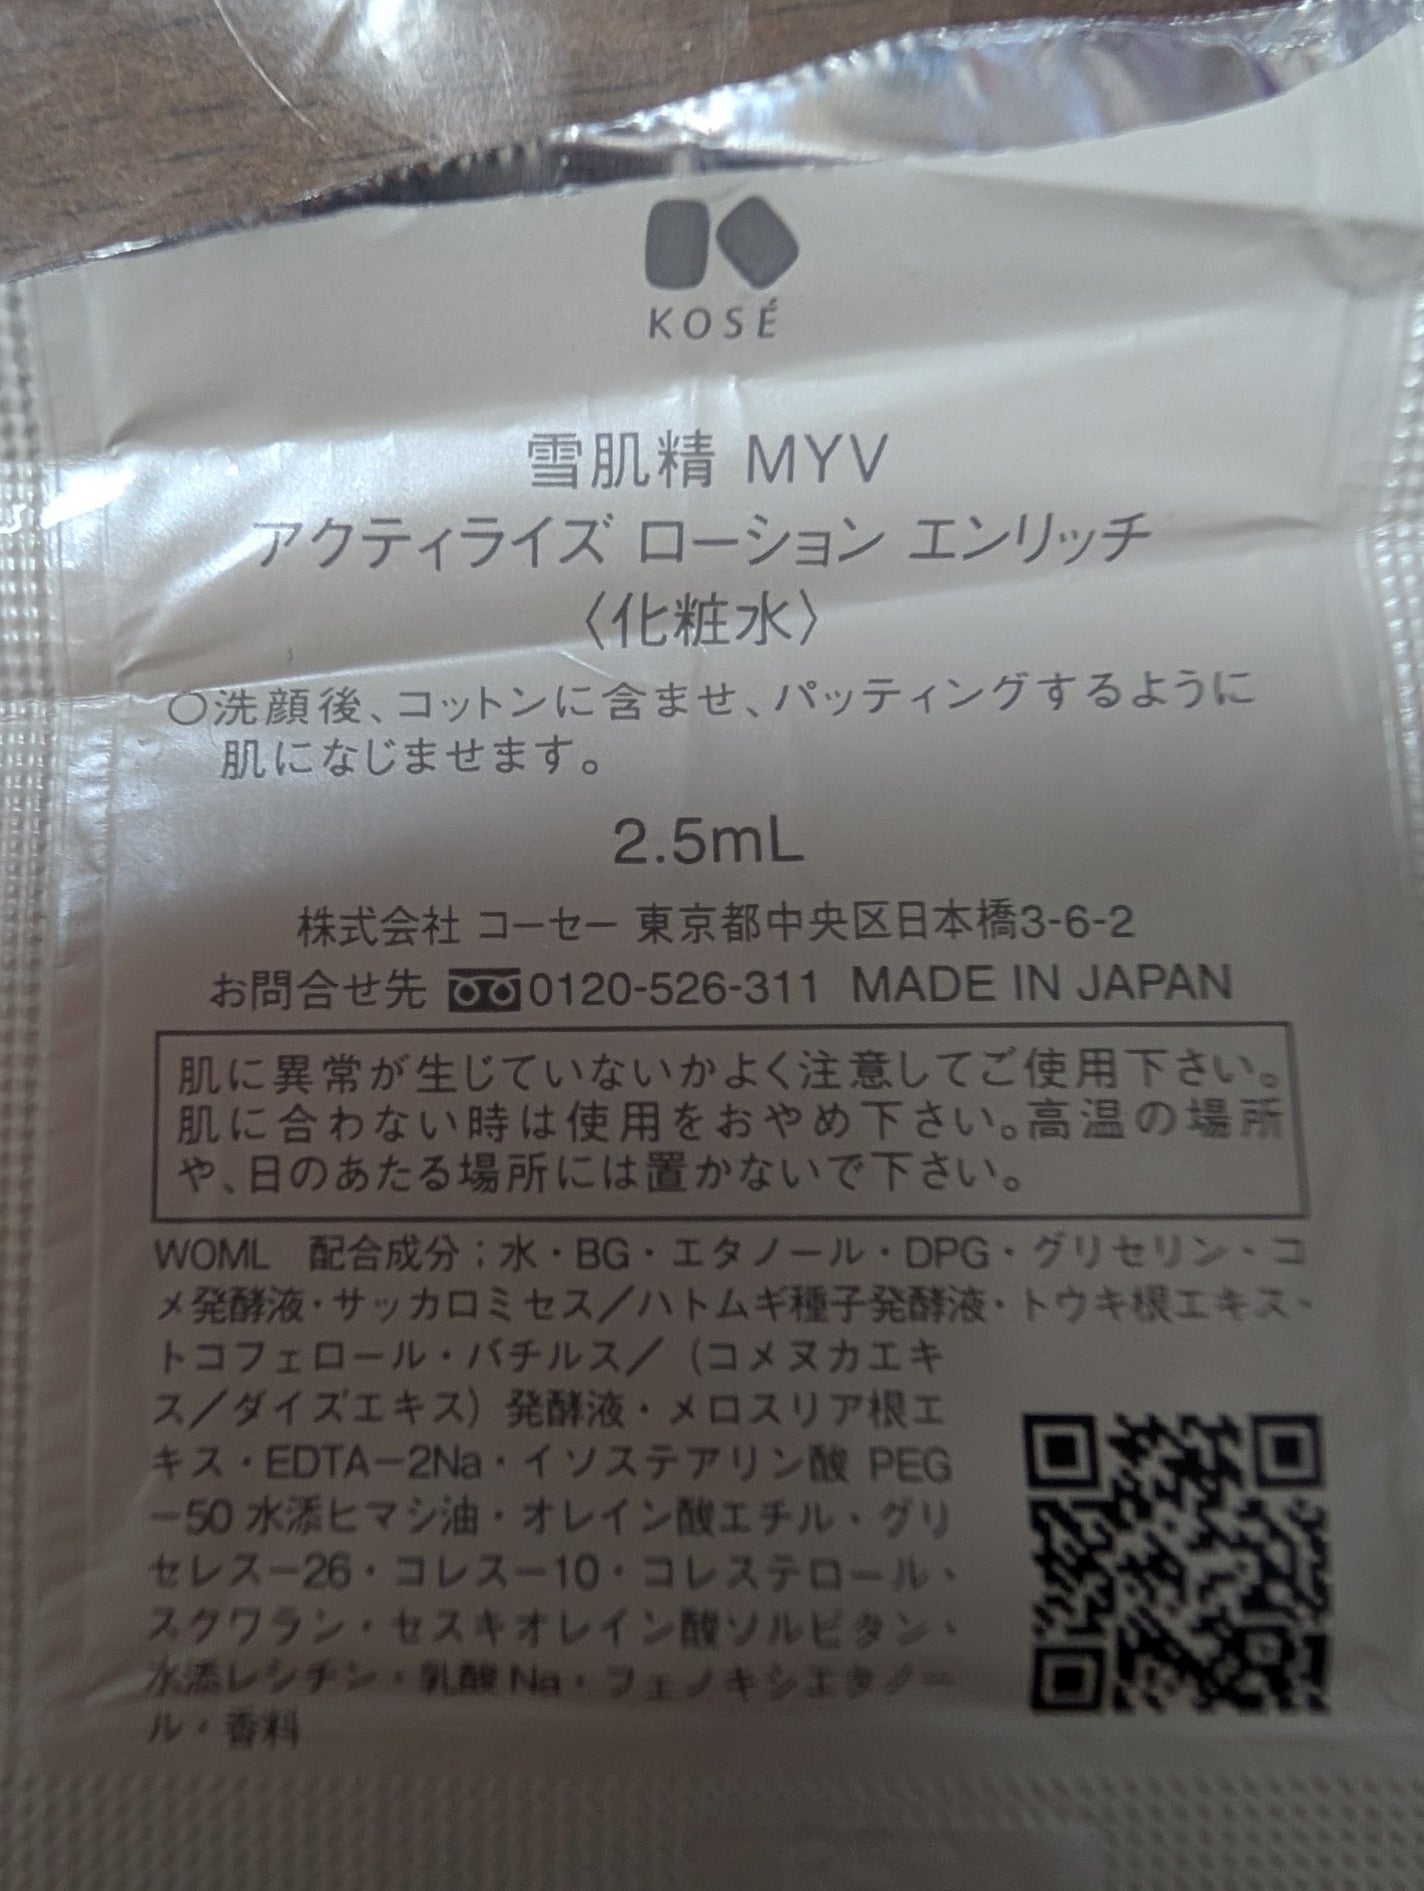 KOSÉ
雪肌精 MYV
アクティライズ ローション エンリッチ
〈化粧水〉
○洗顔後、コットンに含ませ、パッティングするように
肌になじませます。
2.5mL
株式会社 コーセー 東京都中央区日本橋3-6-2
お問合せ先 0120-526-311 MADE IN JAPAN
肌に異常が生じていないかよく注意してご使用下さい。
肌に合わない時は使用をおやめ下さい。高温の場所
や、日のあたる場所には置かないで下さい。
WOML 配合成分；水・BG・エタノール・DPG・グリセリン・コ
メ発酵液・サッカロミセス／ハトムギ種子発酵液・トウキ根エキス・
トコフェロール・バチルス／（コメヌカエキ
ス／ダイズエキス）発酵液・メロスリア根エ
キス・EDTA－2Na・イソステアリン酸 PEG
－50 水添ヒマシ油・オレイン酸エチル・グリ
セレス－26・コレス－10・コレステロール・
スクワラン・セスキオレイン酸ソルビタン・
水添レシチン・乳酸 Na・フェノキシエタノー
ル・香料